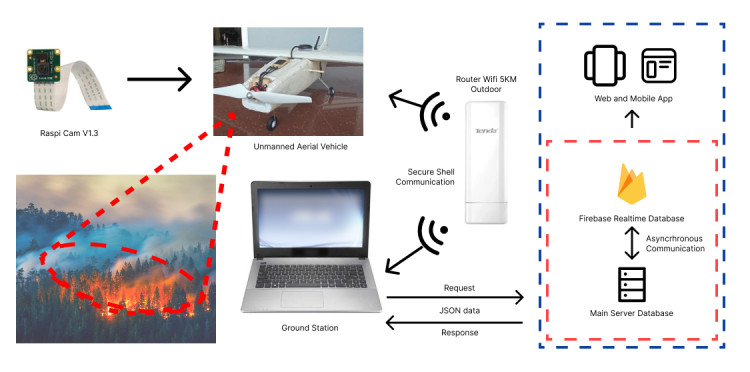 Raspi Cam V1.3
Unmanned Aerial Vehicle
Router Wifi 5KM
Outdoor
Tenda
Secure Shell
Communication
Ground Station
Request
JSON data
Response
Web and Mobile App
Firebase Realtime Database
Asyncrhronous
Communication
Main Server Database